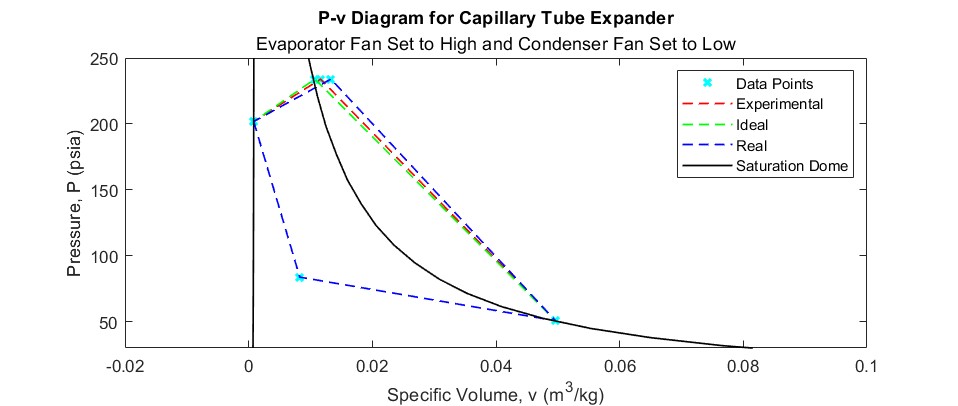 P-v Diagram for Capillary Tube Expander
Evaporator Fan Set to High and Condenser Fan Set to Low
250
200
150
100
50
Pressure, P (psia)
Data Points
Experimental
Ideal
Real
Saturation Dome
-0.02 0 0.02 0.04 0.06 0.08 0.1
Specific Volume, v (m³/kg)